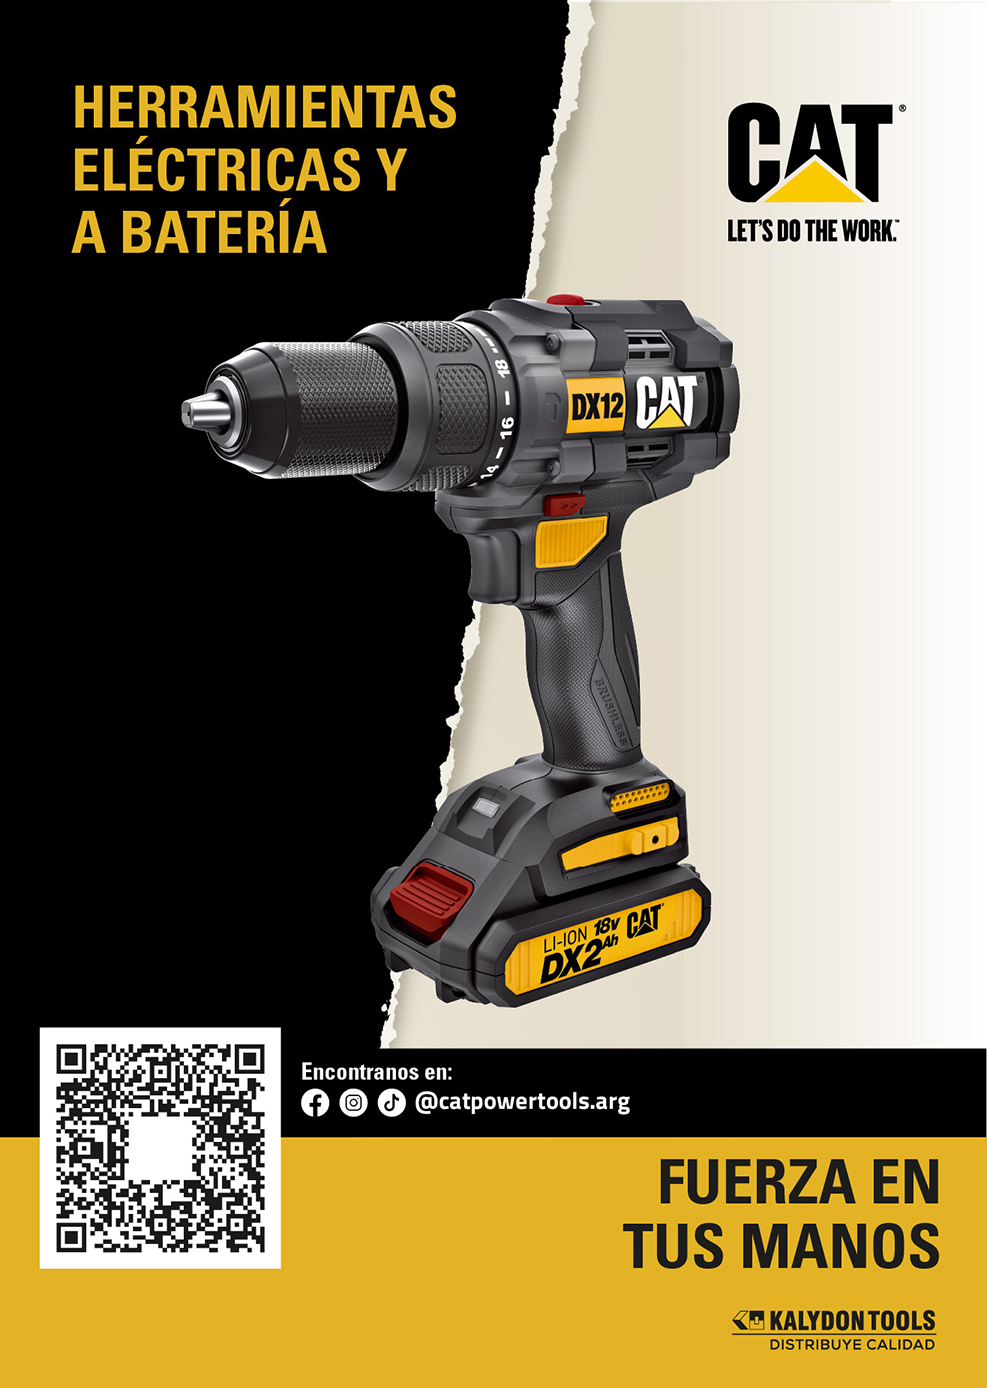 HERRAMIENTAS
ELÉCTRICAS Y
A BATERÍA
CAT®
LET'S DO THE WORK.™
18
16
14
DX12
CAT
BRUSHLESS
LI-ION 18V CAT
DX2Ah
Encontranos en:
@catpowertools.arg
FUERZA EN
TUS MANOS
KALYDON TOOLS
DISTRIBUYE CALIDAD